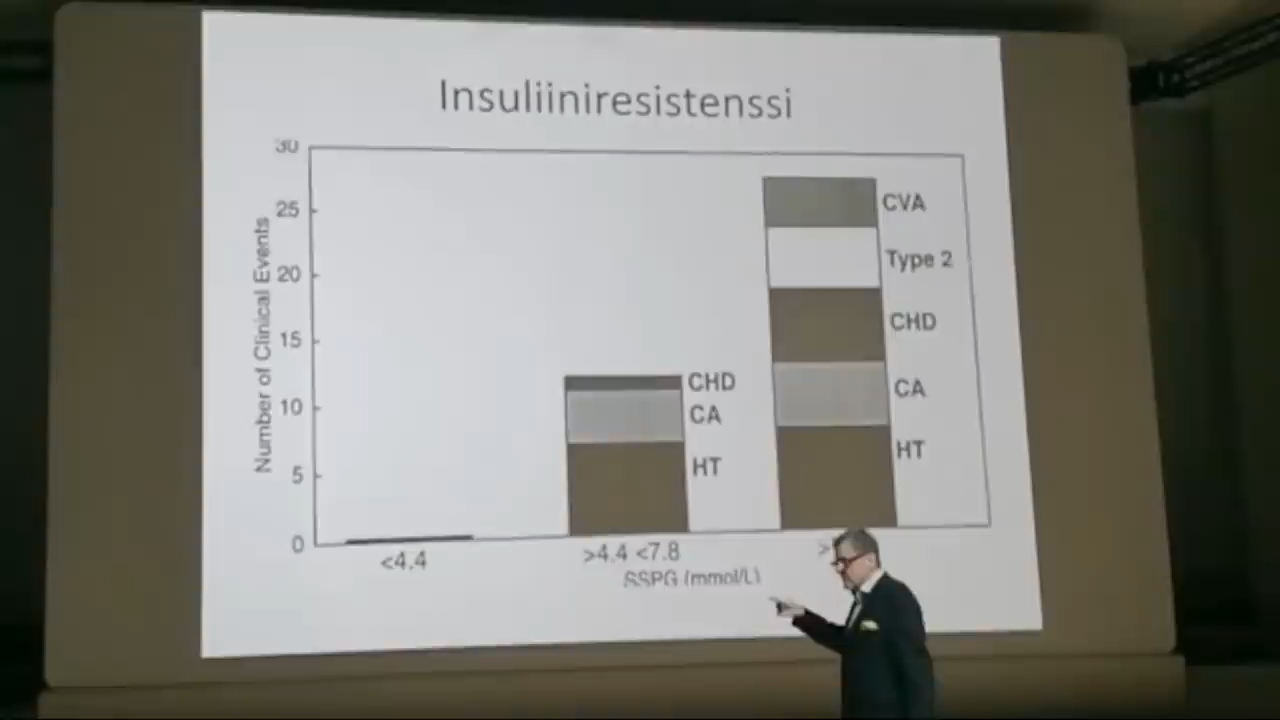 Insuliiniresistenssi
30
25
20
15
10
5
0
Number of Clinical Events
CVA
Type 2
CHD
CA
HT
CHD
CA
HT
<4.4
>4.4 <7.8
>
SSPG (mmol/L)